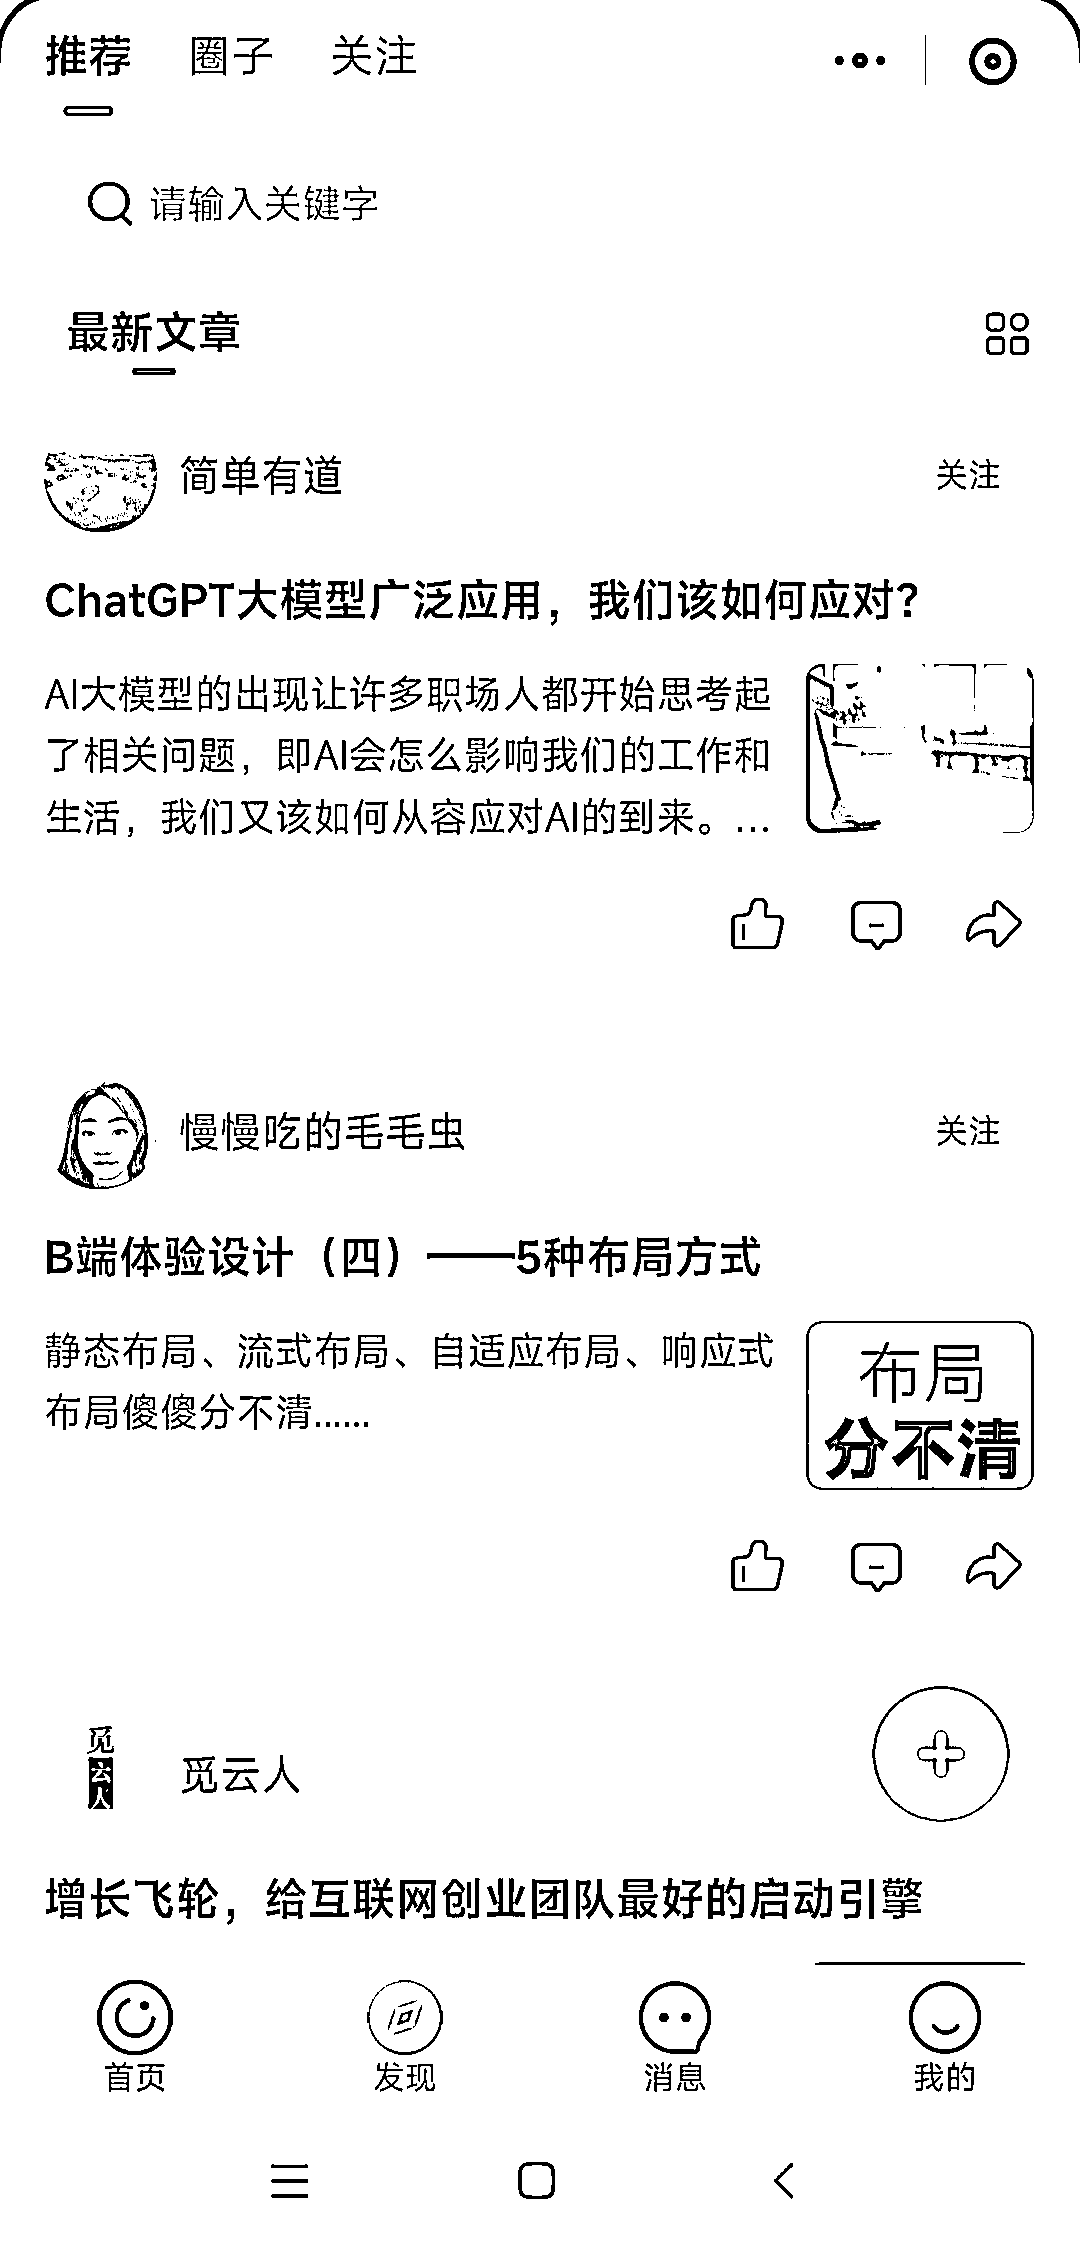 推荐 圈子 关注
请输入关键字
最新文章
简单有道 关注
ChatGPT大模型广泛应用，我们该如何应对？
AI大模型的出现让许多职场人都开始思考起
了相关问题，即AI会怎么影响我们的工作和
生活，我们又该如何从容应对AI的到来。...
慢慢吃的毛毛虫 关注
B端体验设计（四）——5种布局方式
静态布局、流式布局、自适应布局、响应式
布局傻傻分不清......
布局
分不清
觅云人
觅云人
增长飞轮，给互联网创业团队最好的启动引擎
首页 发现 消息 我的